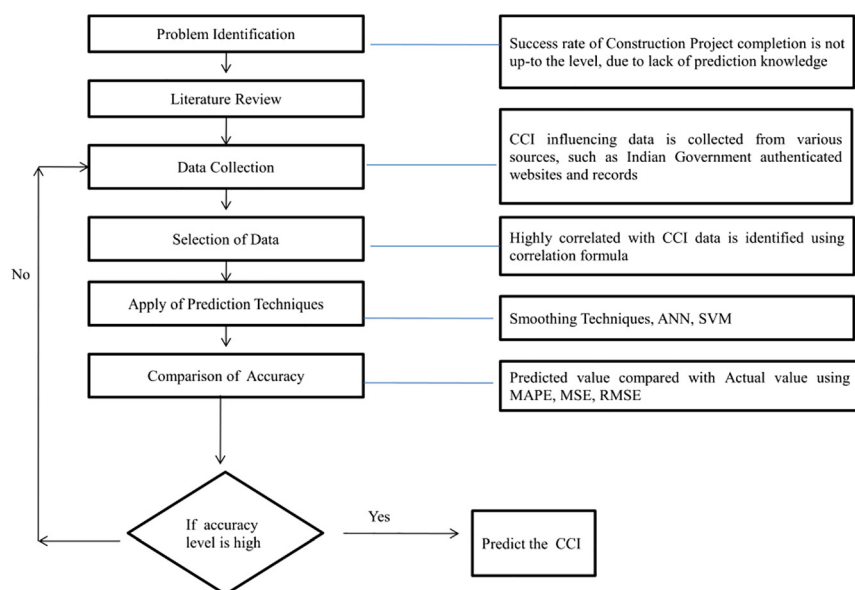 Problem Identification
Success rate of Construction Project completion is not
up-to the level, due to lack of prediction knowledge
Literature Review
Data Collection
CCI influencing data is collected from various
sources, such as Indian Government authenticated
websites and records
Selection of Data
Highly correlated with CCI data is identified using
correlation formula
No
Apply of Prediction Techniques
Smoothing Techniques, ANN, SVM
Comparison of Accuracy
Predicted value compared with Actual value using
MAPE, MSE, RMSE
If accuracy
level is high
Yes
Predict the CCI